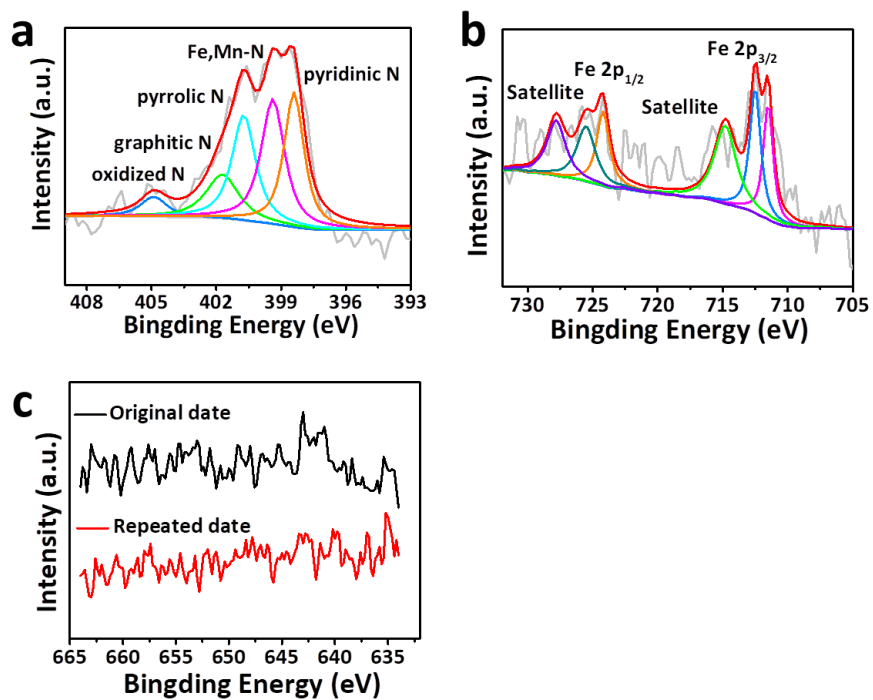 a
Intensity (a.u.)
Fe,Mn-N
pyrrolic N
pyridinic N
graphitic N
oxidized N
408 405 402 399 396 393
Bingding Energy (eV)
b
Intensity (a.u.)
Fe 2p3/2
Fe 2p1/2
Satellite
Satellite
730 725 720 715 710 705
Bingding Energy (eV)
c
Intensity (a.u.)
Original date
Repeated date
665 660 655 650 645 640 635
Bingding Energy (eV)